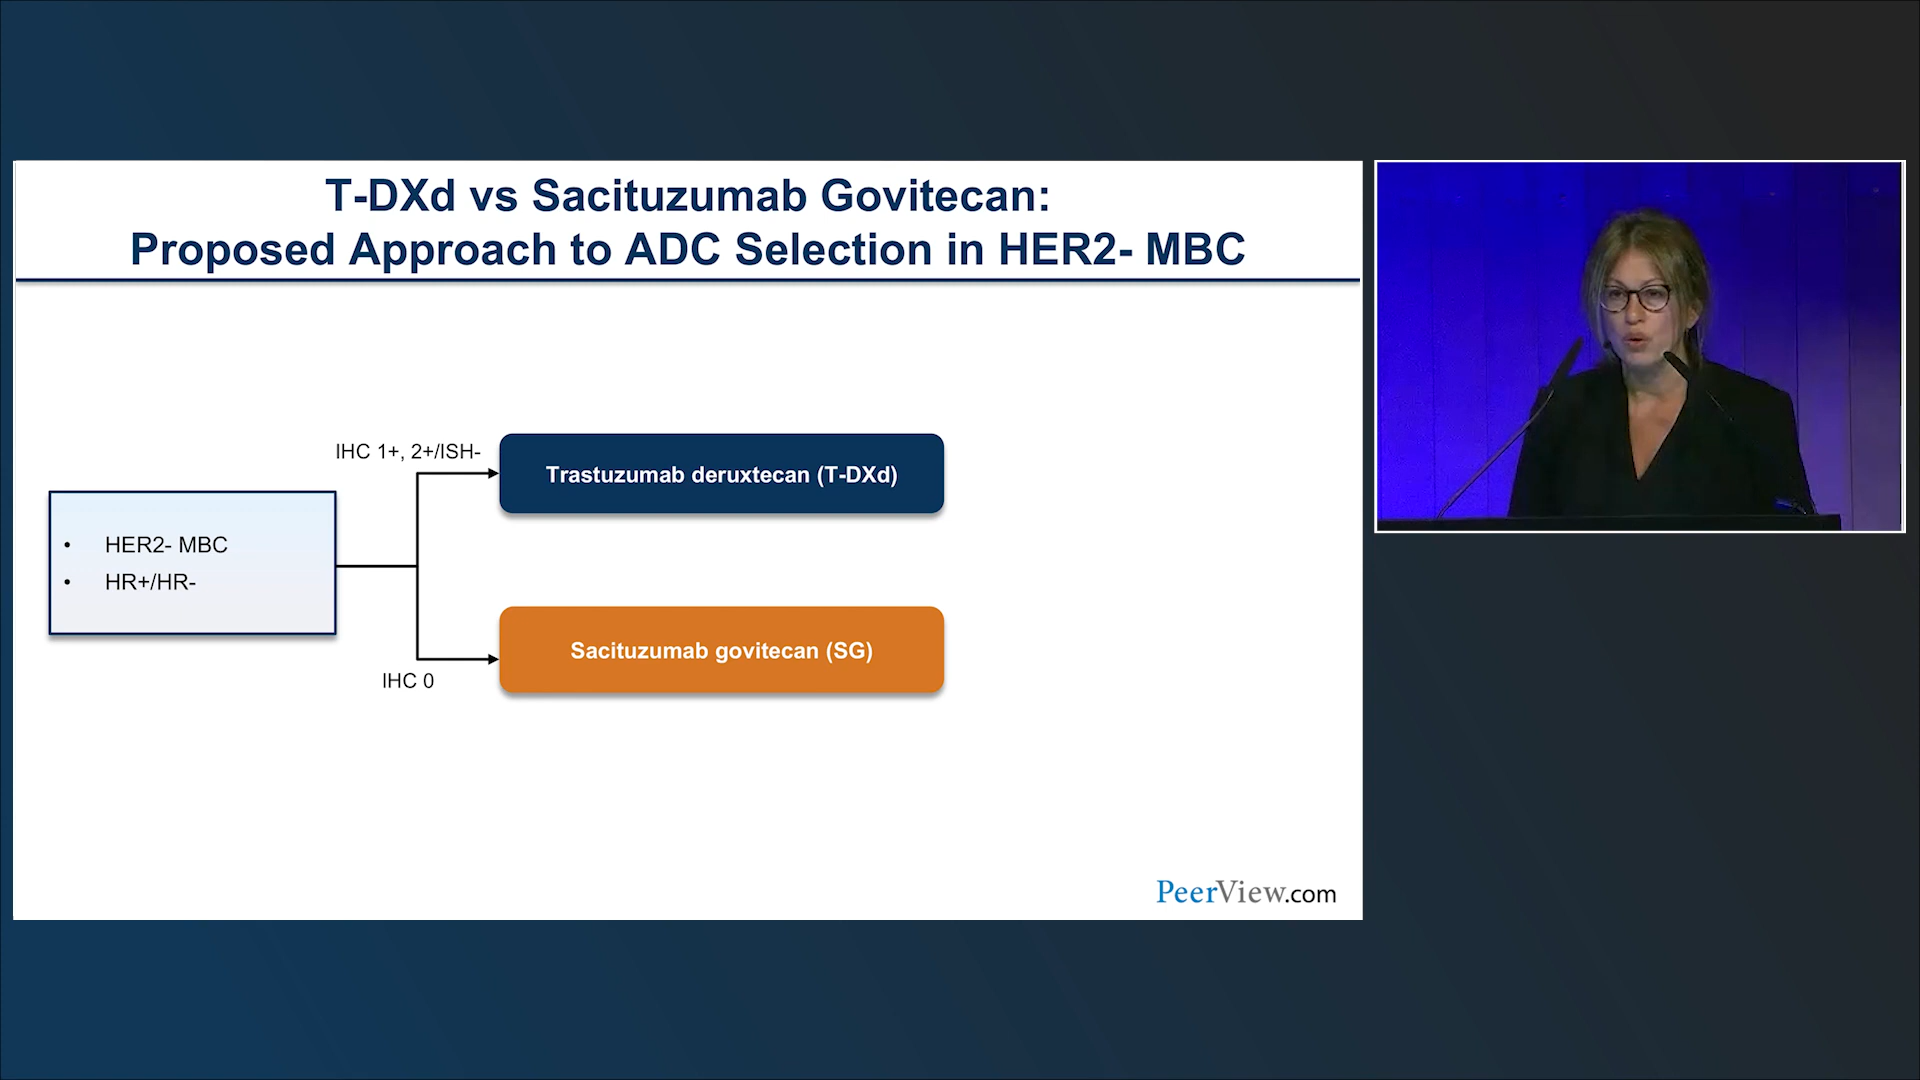 T-DXd vs Sacituzumab Govitecan:
Proposed Approach to ADC Selection in HER2- MBC
IHC 1+, 2+/ISH-
Trastuzumab deruxtecan (T-DXd)
• HER2- MBC
• HR+/HR-
Sacituzumab govitecan (SG)
IHC 0
PeerView.com